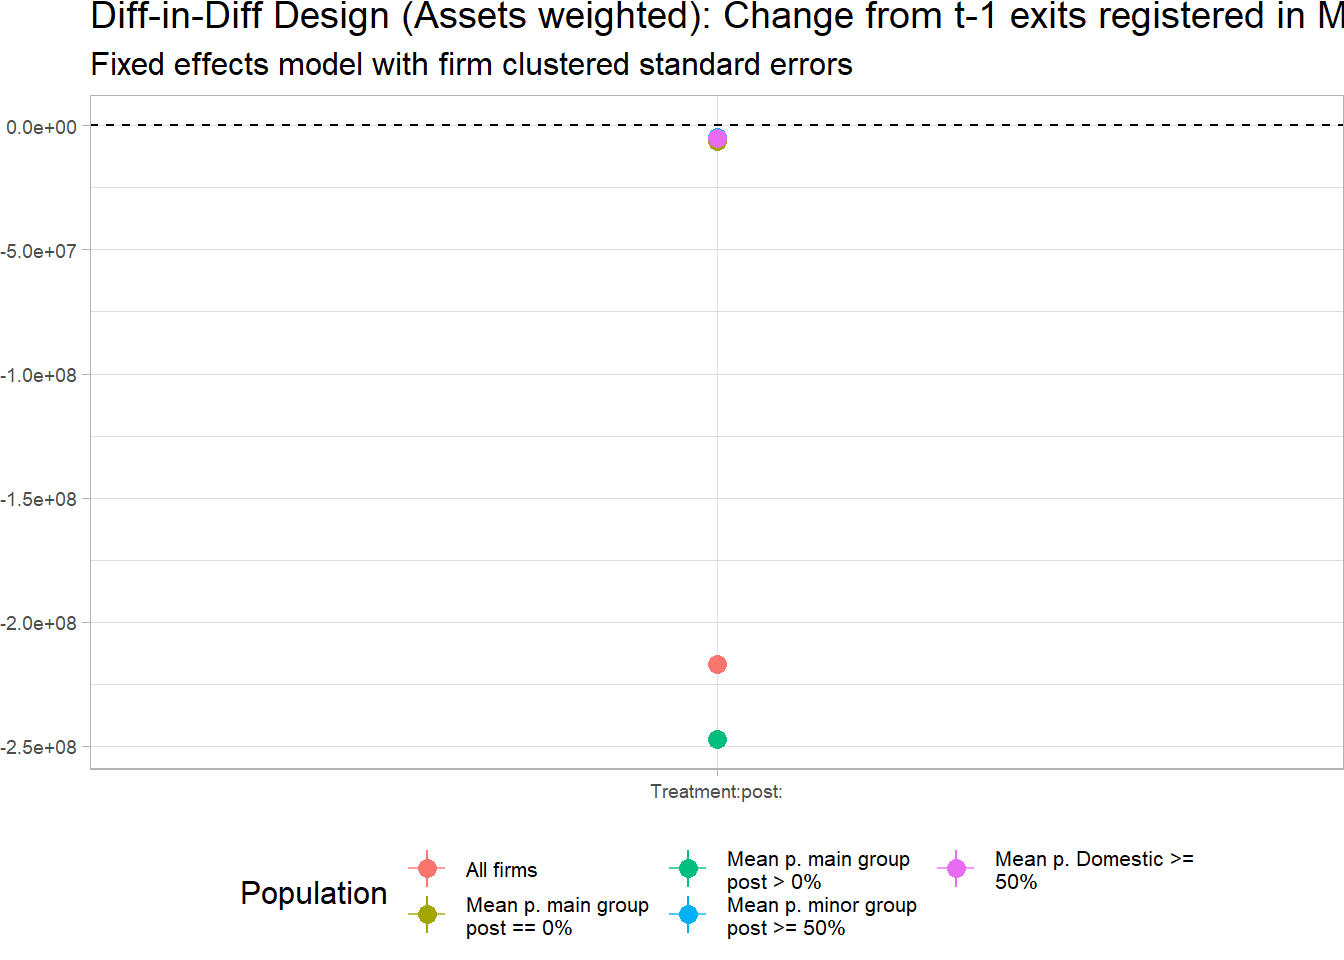 Diff-in-Diff Design (Assets weighted): Change from t-1 exits registered in M
Fixed effects model with firm clustered standard errors
0.0e+00
-5.0e+07
-1.0e+08
-1.5e+08
-2.0e+08
-2.5e+08
Treatment:post:
Population
All firms
Mean p. main group
post == 0%
Mean p. main group
post > 0%
Mean p. minor group
post >= 50%
Mean p. Domestic >=
50%